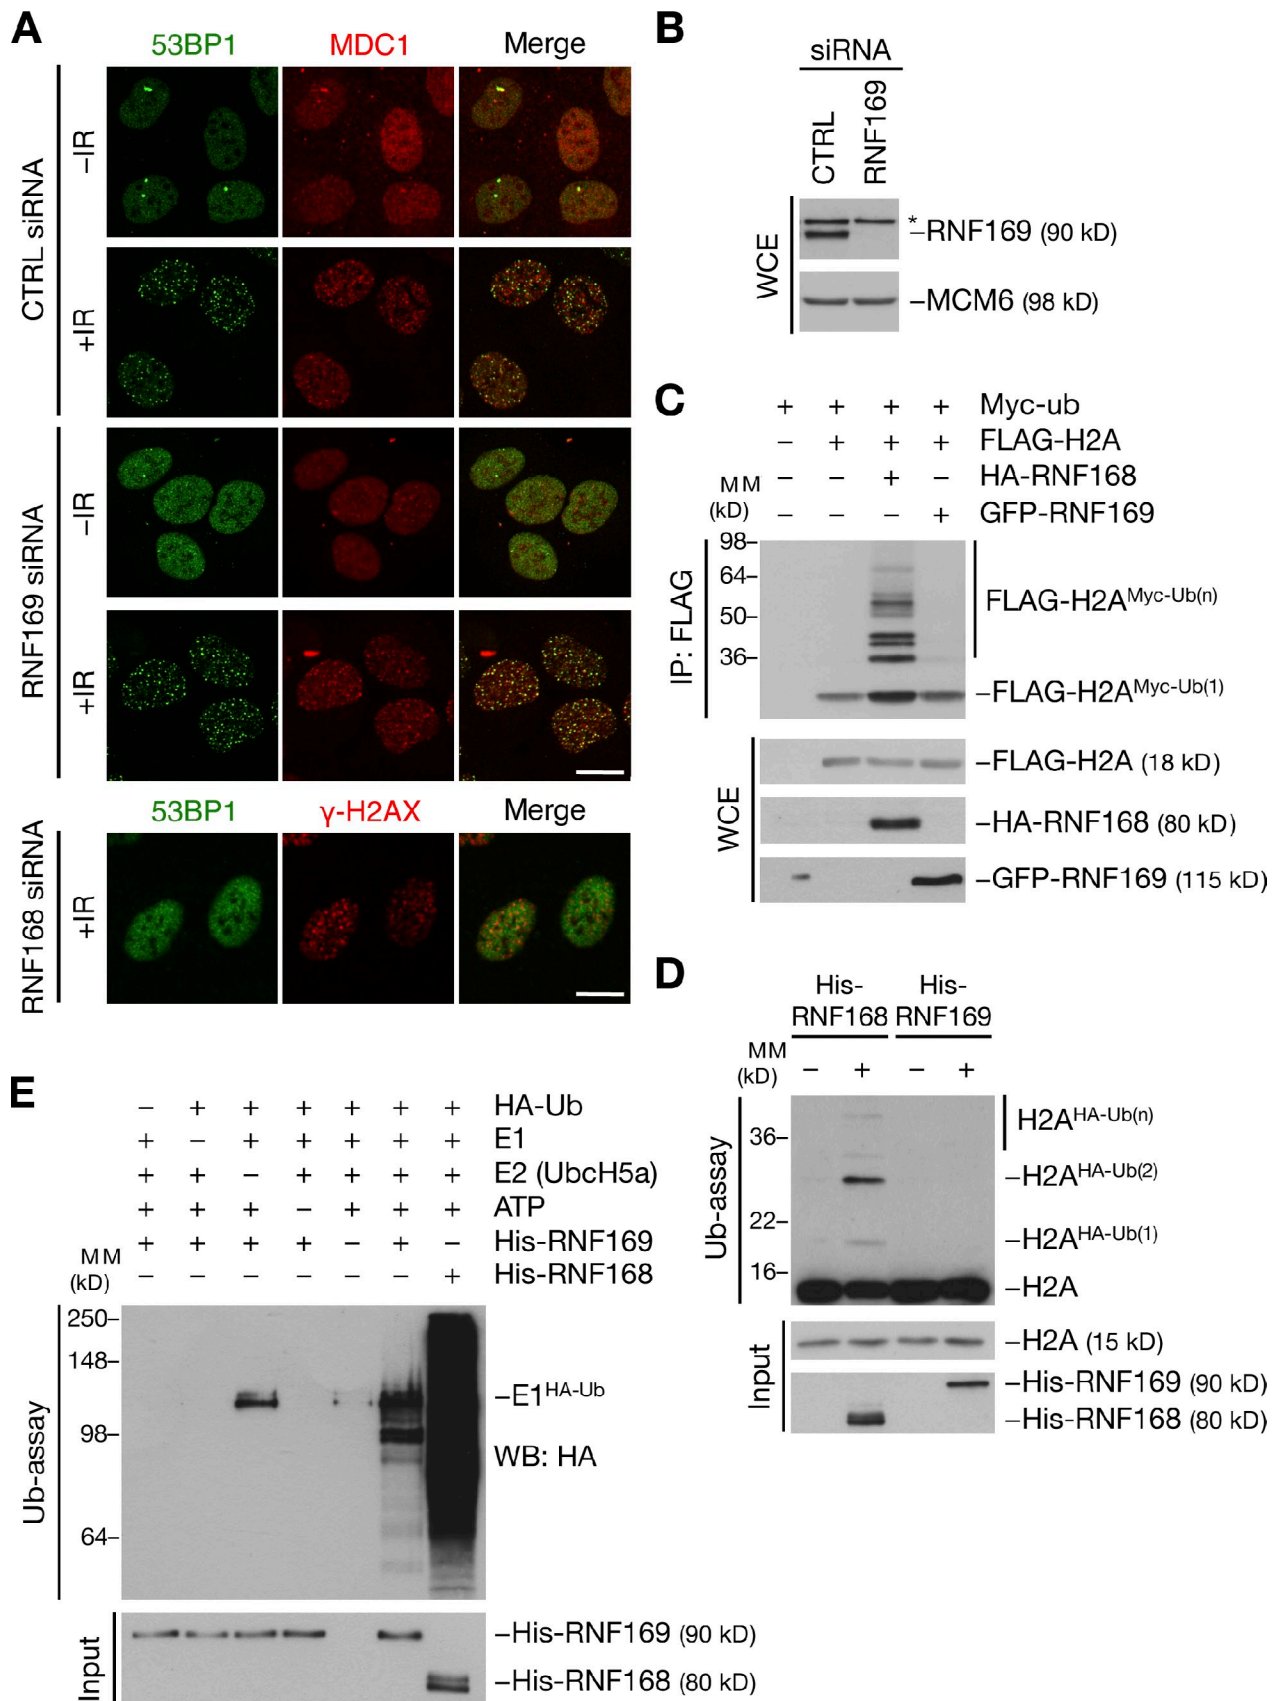 A
53BP1 MDC1 Merge
CTRL siRNA
–IR
+IR
RNF169 siRNA
–IR
+IR
53BP1 γ-H2AX Merge
RNF168 siRNA
+IR
B
siRNA
CTRL
RNF169
WCE
*
–RNF169 (90 kD)
–MCM6 (98 kD)
C
+ + + + Myc-ub
– + + + FLAG-H2A
– – + – HA-RNF168
– – – + GFP-RNF169
MM
(kD)
IP: FLAG
98–
64–
50–
36–
FLAG-H2A^Myc-Ub(n)
–FLAG-H2A^Myc-Ub(1)
WCE
–FLAG-H2A (18 kD)
–HA-RNF168 (80 kD)
–GFP-RNF169 (115 kD)
D
His-RNF168 His-RNF169
MM
(kD)
– + – +
Ub-assay
36–
22–
16–
H2A^HA-Ub(n)
–H2A^HA-Ub(2)
–H2A^HA-Ub(1)
–H2A
Input
–H2A (15 kD)
–His-RNF169 (90 kD)
–His-RNF168 (80 kD)
E
– + + + + + + HA-Ub
+ – + + + + + E1
+ + – + + + + E2 (UbcH5a)
+ + + – + + + ATP
+ + + + – + – His-RNF169
– – – – – – + His-RNF168
MM
(kD)
Ub-assay
250–
148–
98–
64–
–E1^HA-Ub
WB: HA
Input
–His-RNF169 (90 kD)
–His-RNF168 (80 kD)